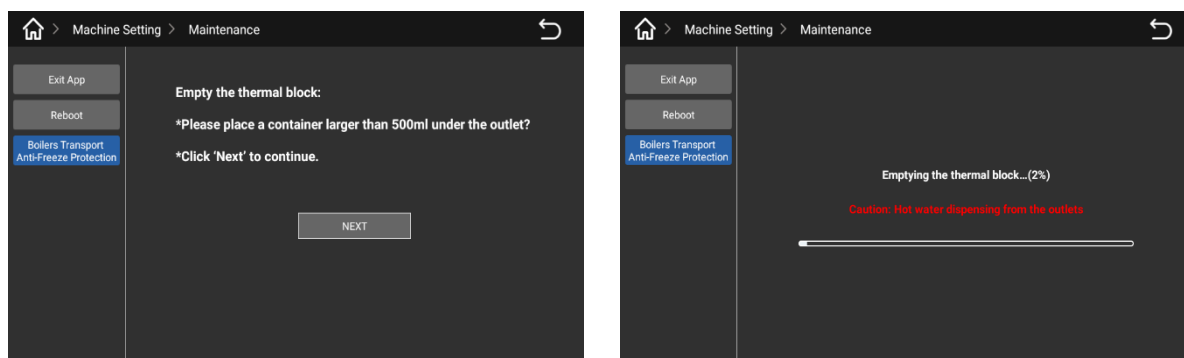 Machine Setting > Maintenance
Exit App
Reboot
Boilers Transport
Anti-Freeze Protection
Empty the thermal block:
*Please place a container larger than 500ml under the outlet?
*Click ‘Next’ to continue.
NEXT
Machine Setting > Maintenance
Exit App
Reboot
Boilers Transport
Anti-Freeze Protection
Emptying the thermal block...(2%)
Caution: Hot water dispensing from the outlets